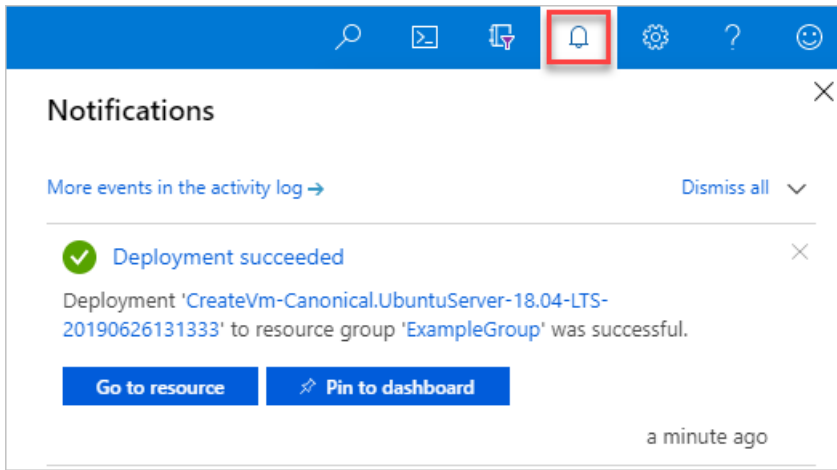 Notifications
More events in the activity log →
Dismiss all
Deployment succeeded
Deployment 'CreateVm-Canonical.UbuntuServer-18.04-LTS-
20190626131333' to resource group 'ExampleGroup' was successful.
Go to resource
Pin to dashboard
a minute ago